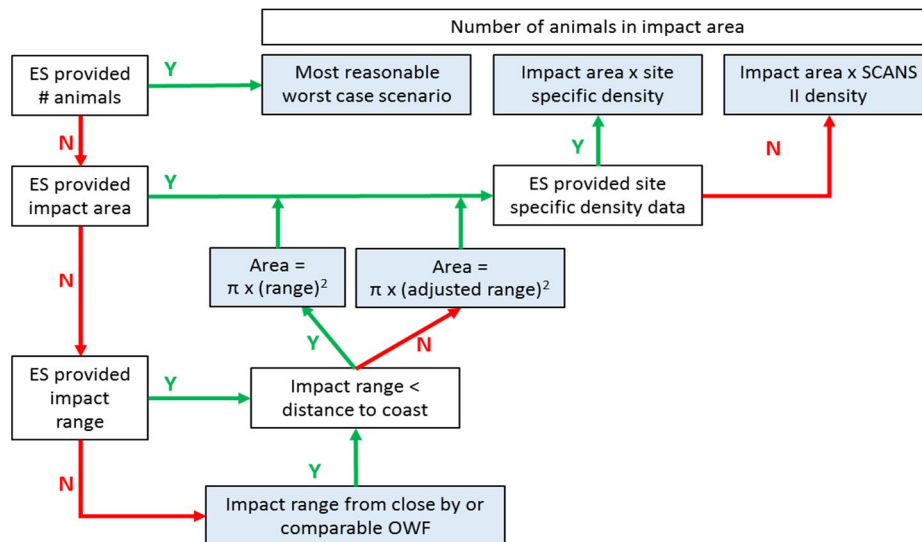 Number of animals in impact area
ES provided
# animals
Y
Most reasonable
worst case scenario
Impact area x site
specific density
Impact area x SCANS
II density
N
Y
N
ES provided
impact area
Y
ES provided site
specific density data
N
Area =
π x (range)²
Area =
π x (adjusted range)²
Y
N
ES provided
impact
range
Y
Impact range <
distance to coast
N
Y
Impact range from close by or
comparable OWF